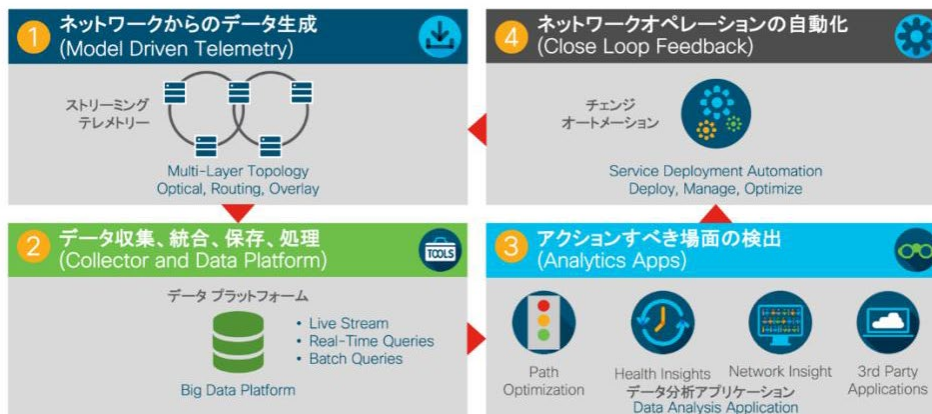 1
ネットワークからのデータ生成
(Model Driven Telemetry)
ストリーミング
テレメトリー
Multi-Layer Topology
Optical, Routing, Overlay
2
データ収集、統合、保存、処理
(Collector and Data Platform)
TOOLS
データ プラットフォーム
• Live Stream
• Real-Time Queries
• Batch Queries
Big Data Platform
3
アクションすべき場面の検出
(Analytics Apps)
Path
Optimization
Health Insights
Network Insight
3rd Party
Applications
データ分析アプリケーション
Data Analysis Application
4
ネットワークオペレーションの自動化
(Close Loop Feedback)
チェンジ
オートメーション
Service Deployment Automation
Deploy, Manage, Optimize